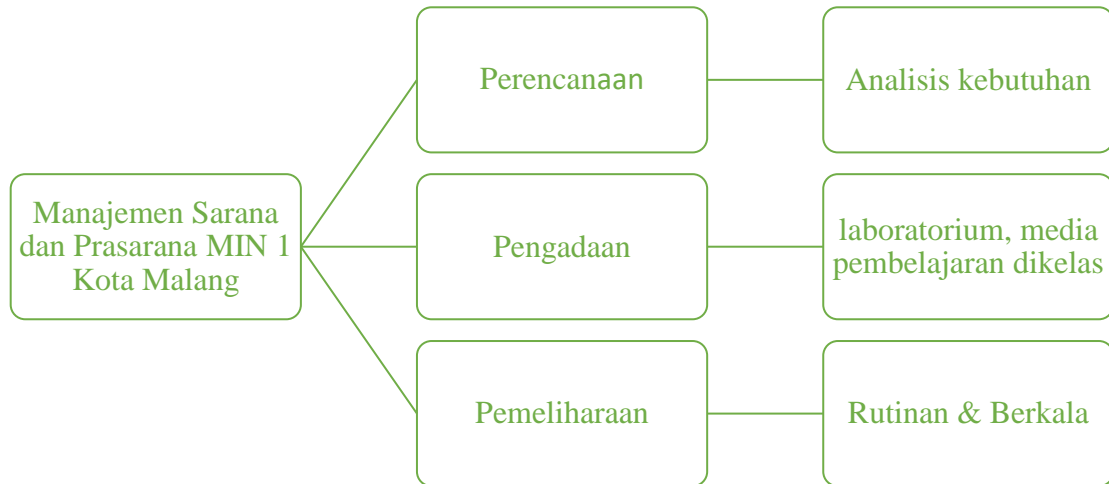 Perencanaan
Analisis kebutuhan
Manajemen Sarana
dan Prasarana MIN 1
Kota Malang
Pengadaan
laboratorium, media
pembelajaran dikelas
Pemeliharaan
Rutinan & Berkala